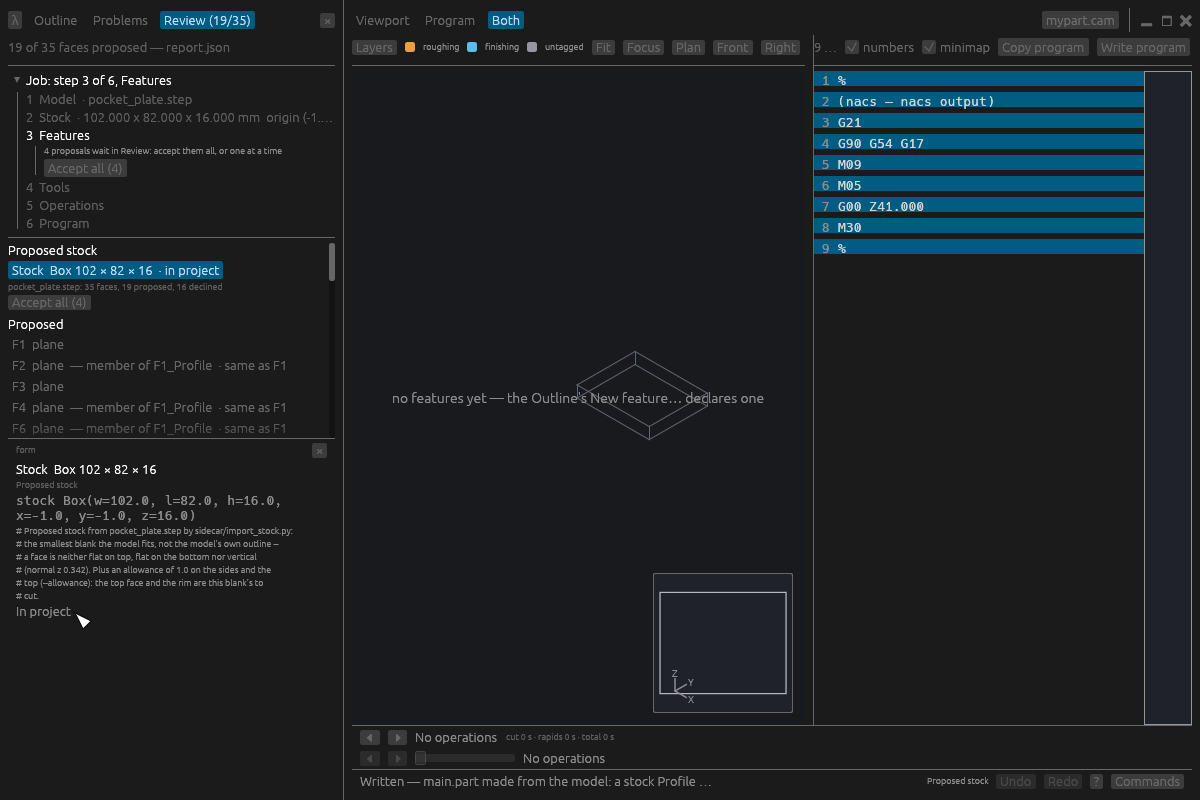 λ Outline Problems Review (19/35) ×
19 of 35 faces proposed — report.json
▾ Job: step 3 of 6, Features
1 Model · pocket_plate.step
2 Stock · 102.000 x 82.000 x 16.000 mm origin (-1....
3 Features
4 proposals wait in Review: accept them all, or one at a time
Accept all (4)
4 Tools
5 Operations
6 Program
Proposed stock
Stock Box 102 × 82 × 16 · in project
pocket_plate.step: 35 faces, 19 proposed, 16 declined
Accept all (4)
Proposed
F1 plane
F2 plane — member of F1_Profile · same as F1
F3 plane
F4 plane — member of F1_Profile · same as F1
F6 plane — member of F1_Profile · same as F1
form ×
Stock Box 102 × 82 × 16
Proposed stock
stock Box(w=102.0, l=82.0, h=16.0,
x=-1.0, y=-1.0, z=16.0)
# Proposed stock from pocket_plate.step by sidecar/import_stock.py:
# the smallest blank the model fits, not the model's own outline —
# a face is neither flat on top, flat on the bottom nor vertical
# (normal z 0.342). Plus an allowance of 1.0 on the sides and the
# top (--allowance): the top face and the rim are this blank's to
# cut.
In project
Viewport Program Both
mypart.cam
Layers roughing finishing untagged Fit Focus Plan Front Right
9 ... numbers minimap Copy program Write program
no features yet — the Outline's New feature... declares one
Z
Y
X
1 %
2 (nacs — nacs output)
3 G21
4 G90 G54 G17
5 M09
6 M05
7 G00 Z41.000
8 M30
9 %
No operations cut 0 s · rapids 0 s · total 0 s
No operations
Written — main.part made from the model: a stock Profile ...
Proposed stock Undo Redo ? Commands